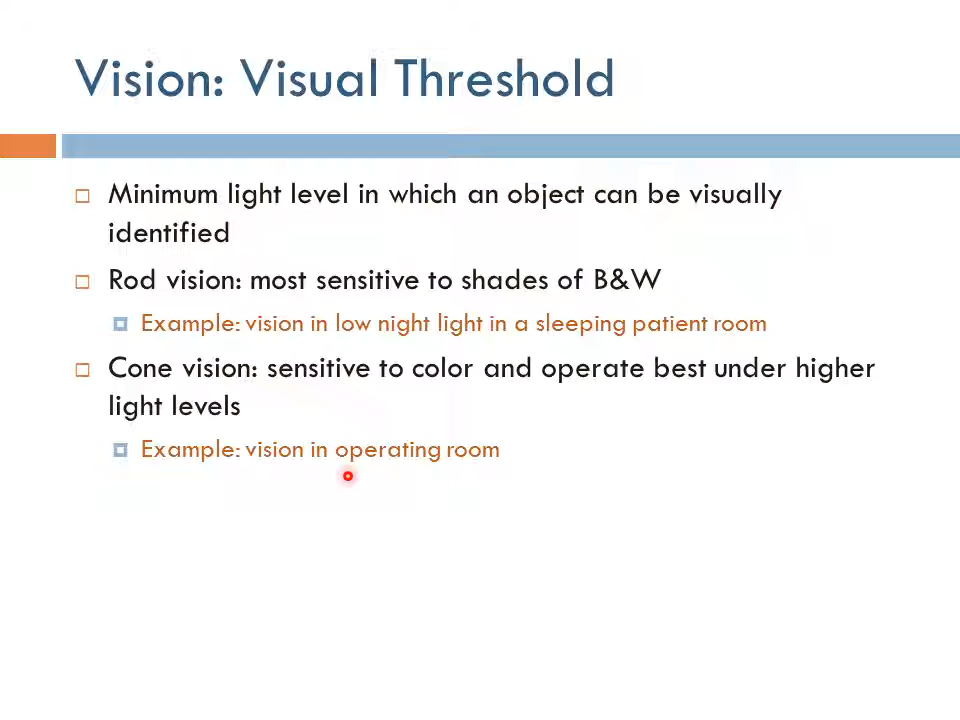 Vision: Visual Threshold
Minimum light level in which an object can be visually
identified
Rod vision: most sensitive to shades of B&W
Example: vision in low night light in a sleeping patient room
Cone vision: sensitive to color and operate best under higher
light levels
Example: vision in operating room